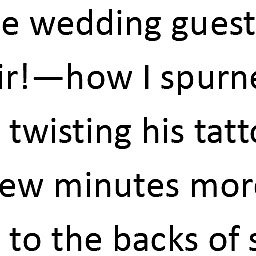 e wedding guest
ir!—how I spurne
twisting his tatto
ew minutes more
to the backs of s